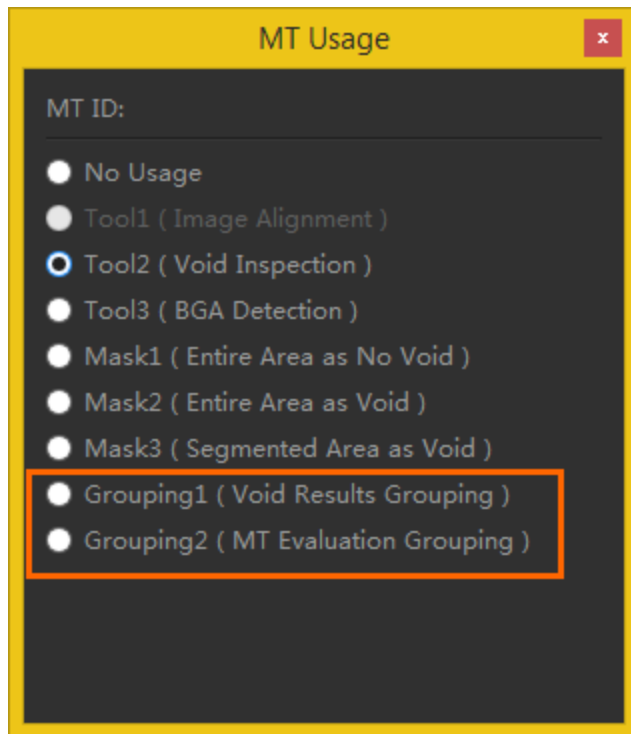 MT Usage
x
MT ID:
No Usage
Tool1 ( Image Alignment )
Tool2 ( Void Inspection )
Tool3 ( BGA Detection )
Mask1 ( Entire Area as No Void )
Mask2 ( Entire Area as Void )
Mask3 ( Segmented Area as Void )
Grouping1 ( Void Results Grouping )
Grouping2 ( MT Evaluation Grouping )